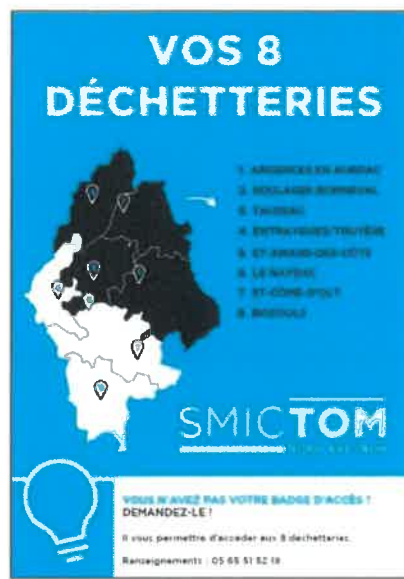 VOS 8
DÉCHETTERIES
1. ARGENCES EN AUBRAC
2. SOULAGES-BONNEVAL
3. TAUSSAC
4. ENTRAYGUES/TRUYÈRE
5. ST-AMANS-DES-CÔTS
6. LE NAYRAC
7. ST-CÔME-D'OLT
8. BOZOULS
SMICTOM
VOUS N'AVEZ PAS VOTRE BADGE D'ACCÈS ?
DEMANDEZ-LE !
Il vous permettra d'accéder aux 8 déchetteries.
Renseignements : 05 65 51 52 19